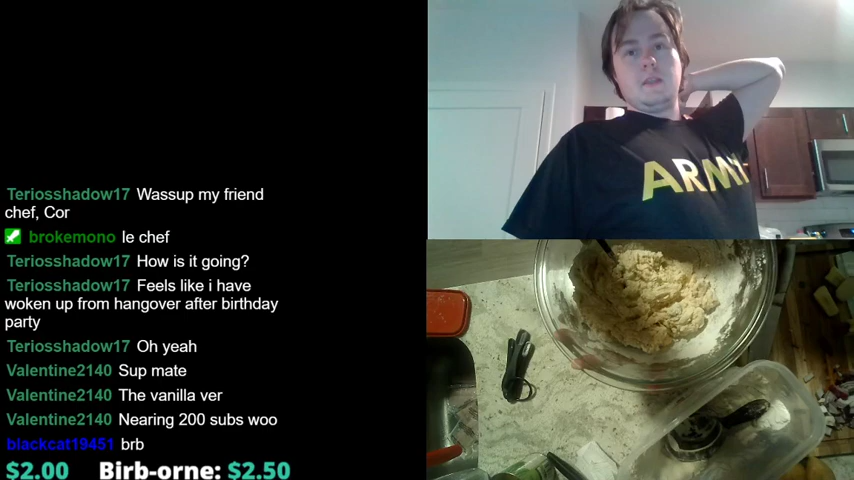 Teriosshadow17 Wassup my friend
chef, Cor
brokemono le chef
Teriosshadow17 How is it going?
Teriosshadow17 Feels like i have
woken up from hangover after birthday
party
Teriosshadow17 Oh yeah
Valentine2140 Sup mate
Valentine2140 The vanilla ver
Valentine2140 Nearing 200 subs woo
blackcat19451 brb
$2.00 Birb-orne: $2.50
ARMY